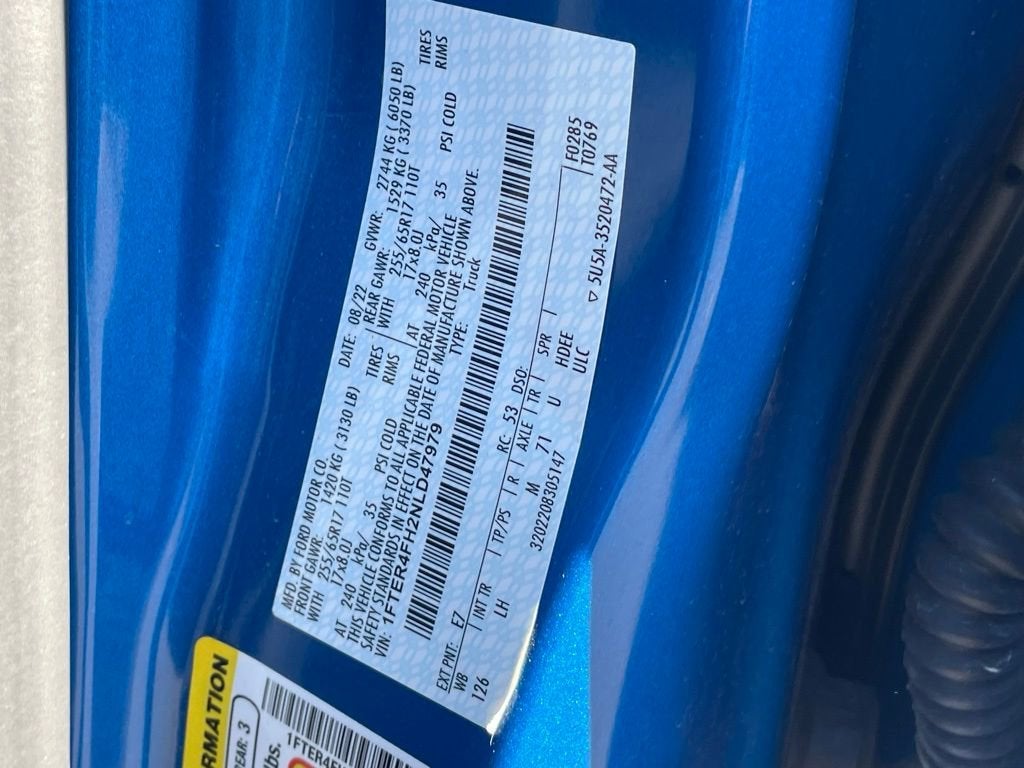 MFD. BY FORD MOTOR CO.
DATE: 08/22 GVWR: 2744 KG ( 6050 LB)
FRONT GAWR: 1420 KG ( 3130 LB) REAR GAWR: 1529 KG ( 3370 LB)
WITH 255/65R17 110T TIRES WITH 255/65R17 110T TIRES
17x8.0J RIMS 17x8.0J RIMS
AT 240 kPa/ 35 PSI COLD AT 240 kPa/ 35 PSI COLD
THIS VEHICLE CONFORMS TO ALL APPLICABLE FEDERAL MOTOR VEHICLE
SAFETY STANDARDS IN EFFECT ON THE DATE OF MANUFACTURE SHOWN ABOVE.
VIN: 1FTER4FH2NLD47979
TYPE: Truck
F0285
T0769
EXT PNT: E7 RC: 53 DSO:
WB INT TR TP/PS R AXLE TR SPR
126 LH M 71 U HDEE
ULC
3202208305147
▽ 5U5A-3520472-AA
RMATION
EAR: 3
lbs.
1FTER4F